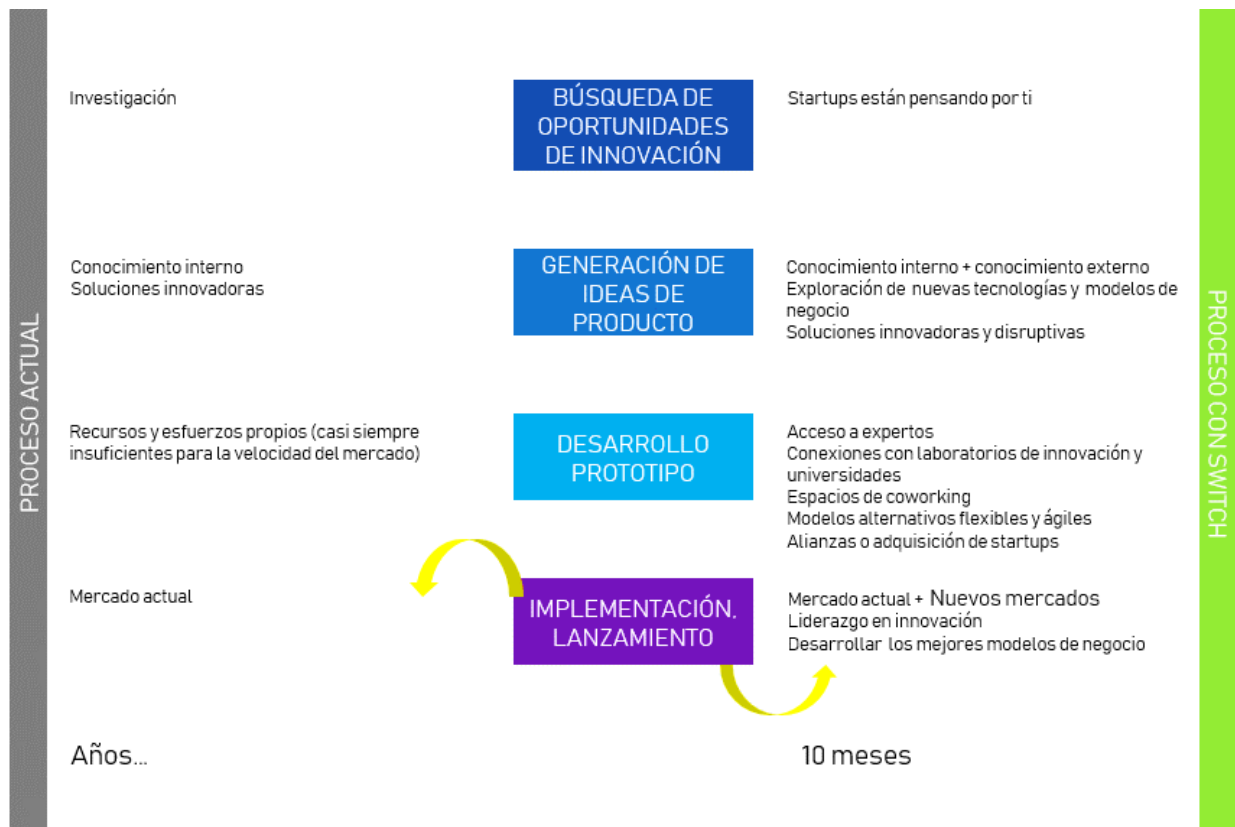 PROCESO ACTUAL
Investigación
BÚSQUEDA DE
OPORTUNIDADES
DE INNOVACIÓN
Startups están pensando por ti
Conocimiento interno
Soluciones innovadoras
GENERACIÓN DE
IDEAS DE
PRODUCTO
Conocimiento interno + conocimiento externo
Exploración de nuevas tecnologías y modelos de
negocio
Soluciones innovadoras y disruptivas
Recursos y esfuerzos propios (casi siempre
insuficientes para la velocidad del mercado)
DESARROLLO
PROTOTIPO
Acceso a expertos
Conexiones con laboratorios de innovación y
universidades
Espacios de coworking
Modelos alternativos flexibles y ágiles
Alianzas o adquisición de startups
Mercado actual
IMPLEMENTACIÓN,
LANZAMIENTO
Mercado actual + Nuevos mercados
Liderazgo en innovación
Desarrollar los mejores modelos de negocio
Años...
10 meses
PROCESO CON SWITCH